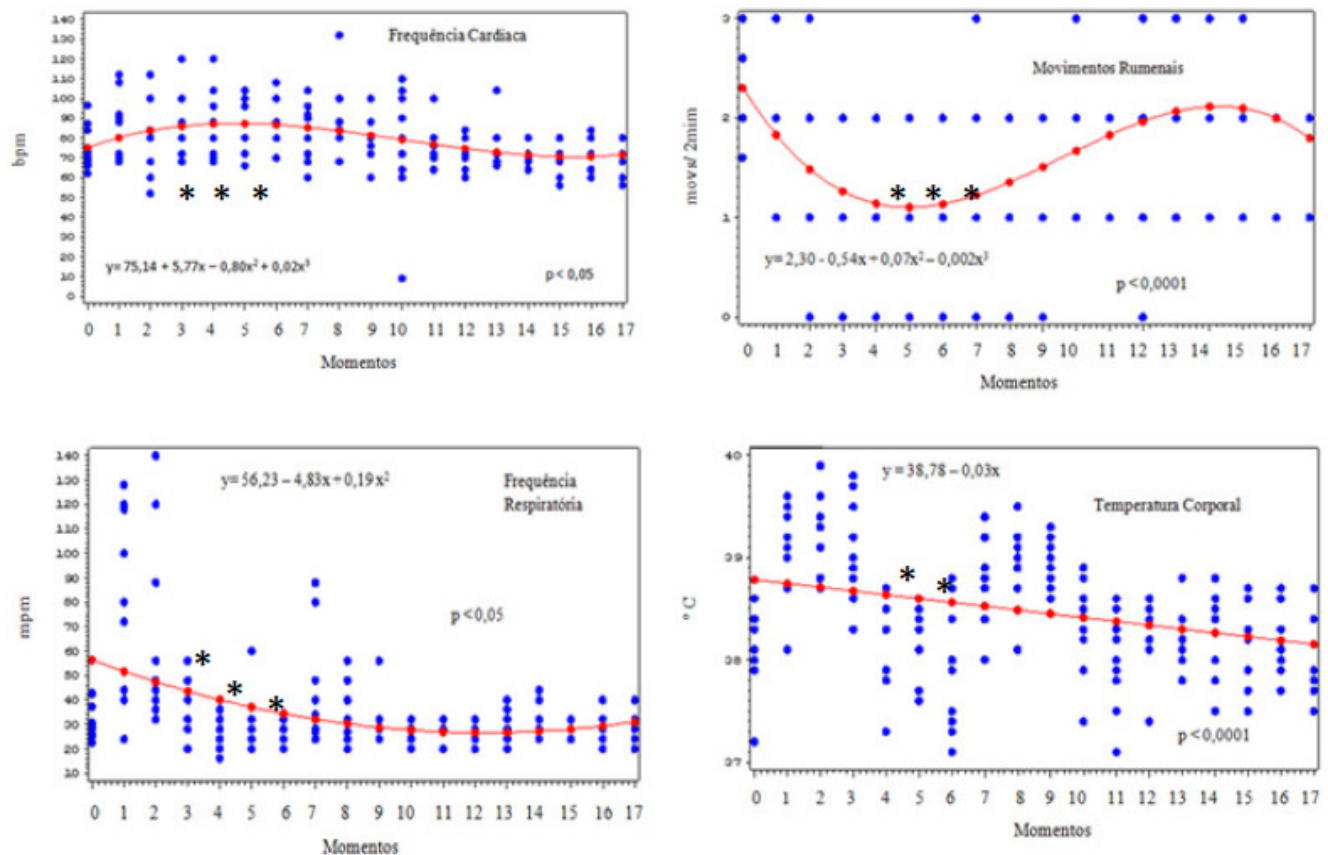 140
130
120
110
100
90
80
70
60
50
40
30
20
10
0
bpm
Frequência Cardíaca
* * *
y= 75,14 + 5,77x – 0,80x² + 0,02x³
p < 0,05
0 1 2 3 4 5 6 7 8 9 10 11 12 13 14 15 16 17
Momentos
3
2
1
0
movs/ 2mim
Movimentos Rumenais
* * *
y= 2,30 - 0,54x + 0,07x² – 0,002x³
p <0,0001
0 1 2 3 4 5 6 7 8 9 10 11 12 13 14 15 16 17
Momentos
140
130
120
110
100
90
80
70
60
50
40
30
20
10
mpm
y= 56,23 – 4,83x + 0,19x²
Frequência
Respiratória
p <0,05
* * *
0 1 2 3 4 5 6 7 8 9 10 11 12 13 14 15 16 17
Momentos
40
39
38
37
° C
y = 38,78 – 0,03x
Temperatura Corporal
* *
p <0,0001
0 1 2 3 4 5 6 7 8 9 10 11 12 13 14 15 16 17
Momentos